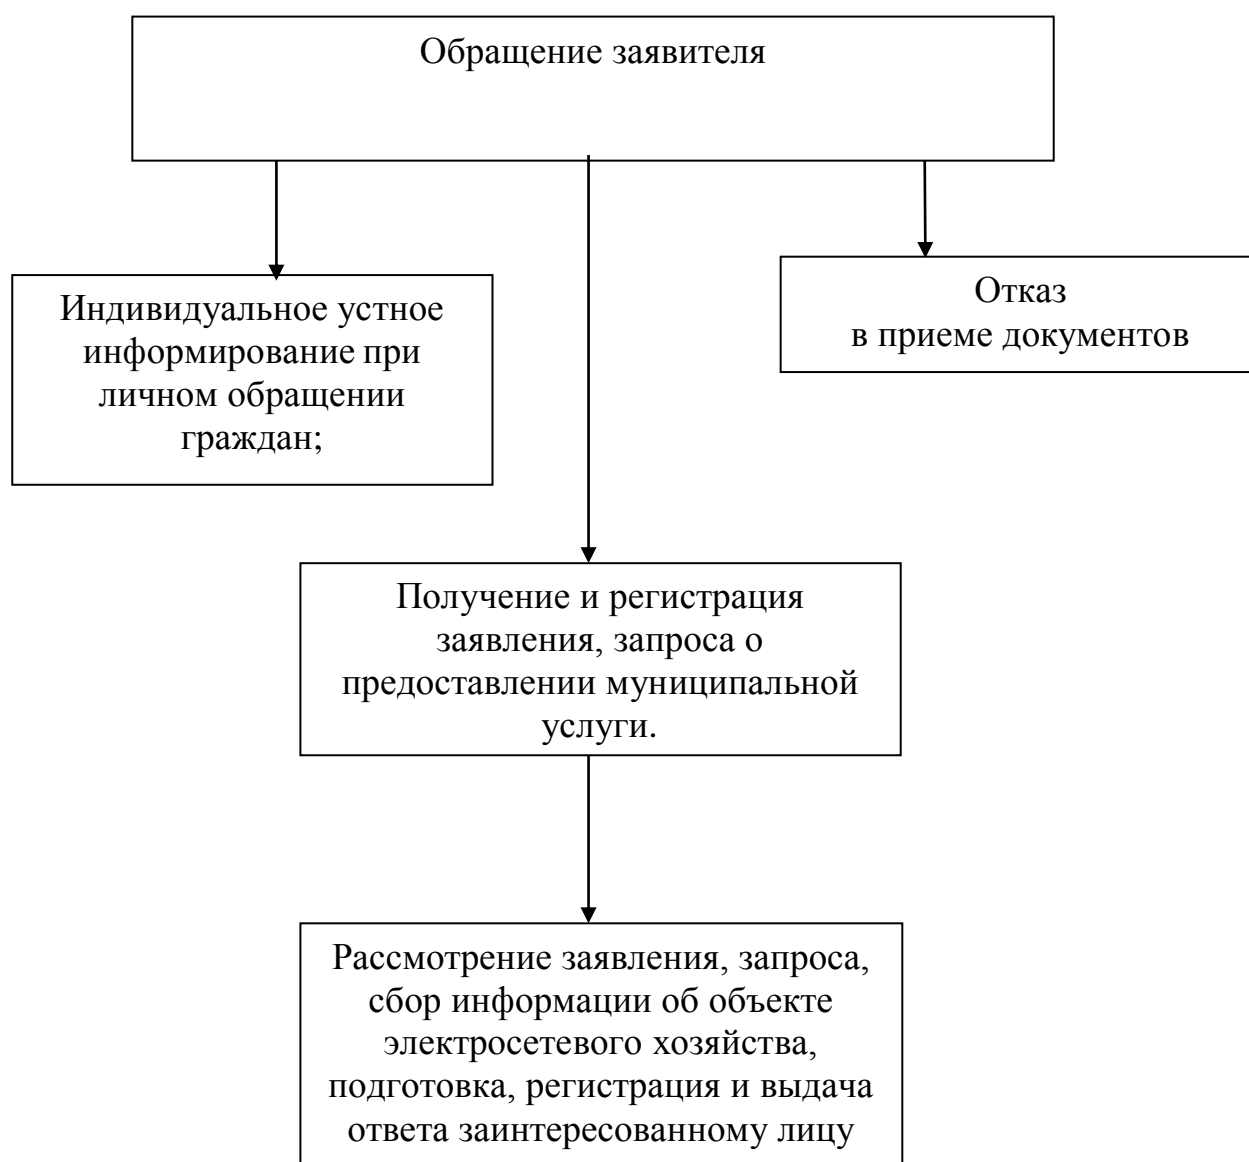 Обращение заявителя
Индивидуальное устное
информирование при
личном обращении
граждан;
Отказ
в приеме документов
Получение и регистрация
заявления, запроса о
предоставлении муниципальной
услуги.
Рассмотрение заявления, запроса,
сбор информации об объекте
электросетевого хозяйства,
подготовка, регистрация и выдача
ответа заинтересованному лицу